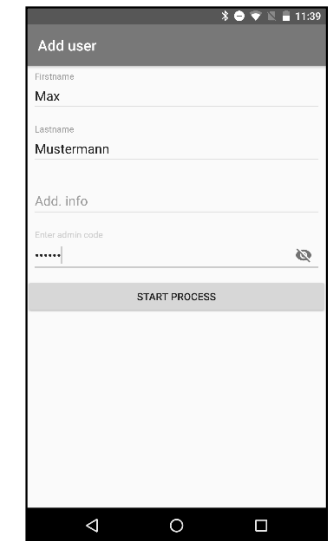 11:39
Add user
Firstname
Max
Lastname
Mustermann
Add. info
Enter admin code
••••••
START PROCESS